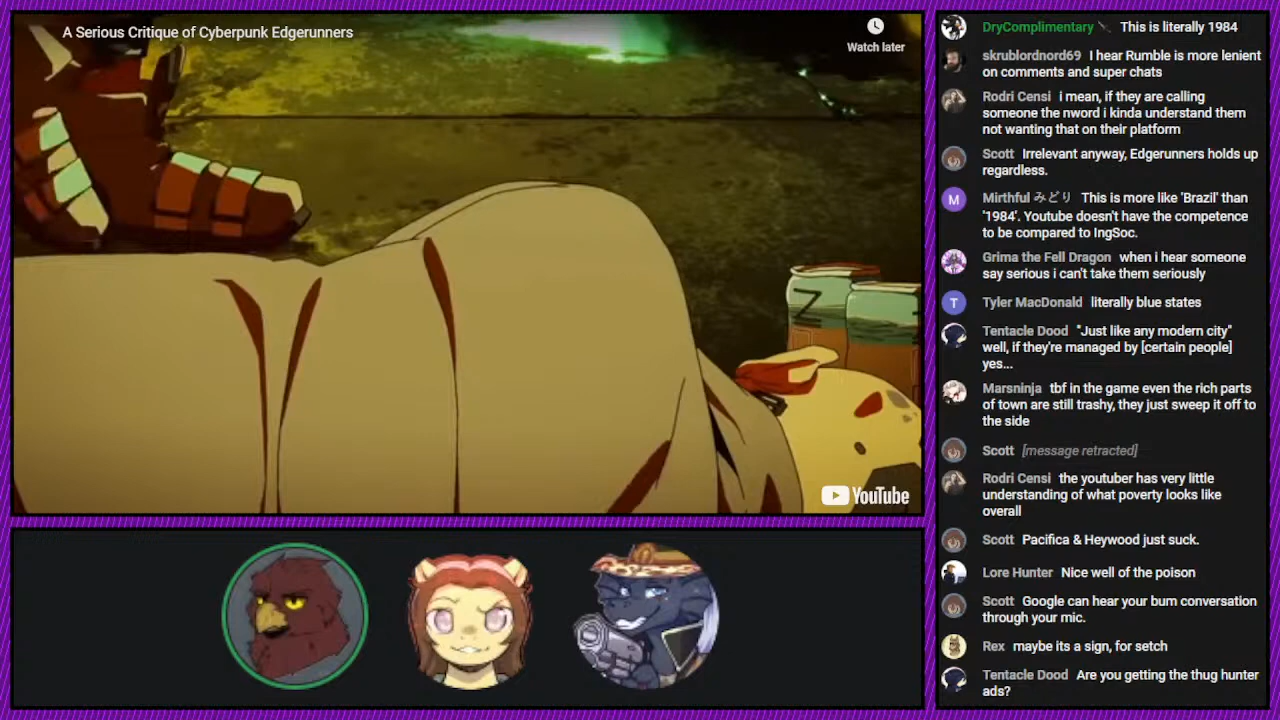 A Serious Critique of Cyberpunk Edgerunners
Watch later
Z
YouTube
DryComplimentary This is literally 1984
skrublordnord69 I hear Rumble is more lenient
on comments and super chats
Rodri Censi i mean, if they are calling
someone the nword i kinda understand them
not wanting that on their platform
Scott Irrelevant anyway, Edgerunners holds up
regardless.
M
Mirthful みどり This is more like 'Brazil' than
'1984'. Youtube doesn't have the competence
to be compared to IngSoc.
Grima the Fell Dragon when i hear someone
say serious i can't take them seriously
T
Tyler MacDonald literally blue states
Tentacle Dood "Just like any modern city"
well, if they're managed by [certain people]
yes...
Marsninja tbf in the game even the rich parts
of town are still trashy, they just sweep it off to
the side
Scott [message retracted]
Rodri Censi the youtuber has very little
understanding of what poverty looks like
overall
Scott Pacifica & Heywood just suck.
Lore Hunter Nice well of the poison
Scott Google can hear your bum conversation
through your mic.
Rex maybe its a sign, for setch
Tentacle Dood Are you getting the thug hunter
ads?